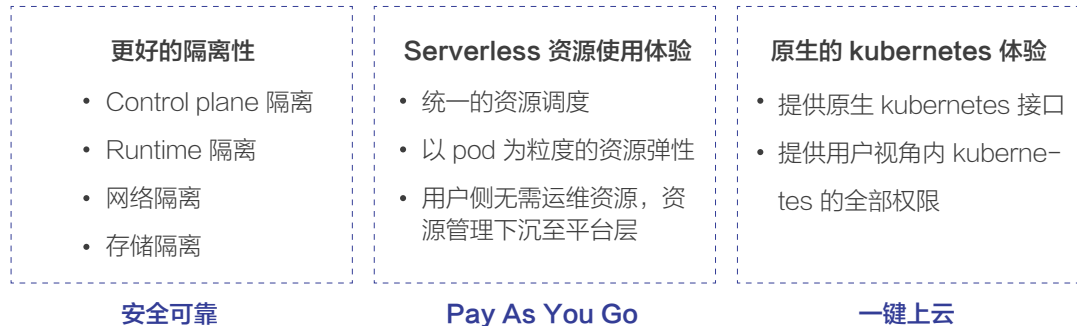 更好的隔离性
• Control plane 隔离
• Runtime 隔离
• 网络隔离
• 存储隔离
安全可靠
Serverless 资源使用体验
• 统一的资源调度
• 以 pod 为粒度的资源弹性
• 用户侧无需运维资源，资
源管理下沉至平台层
Pay As You Go
原生的 kubernetes 体验
• 提供原生 kubernetes 接口
• 提供用户视角内 kuberne-
tes 的全部权限
一键上云